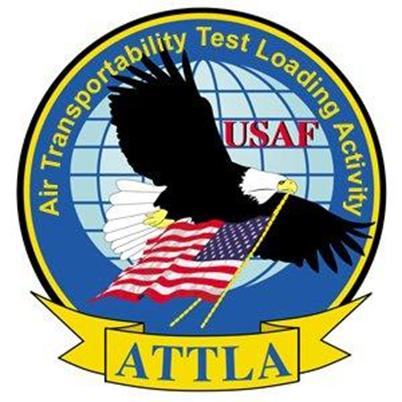 Air Transportability Test Loading Activity
USAF
ATTLA